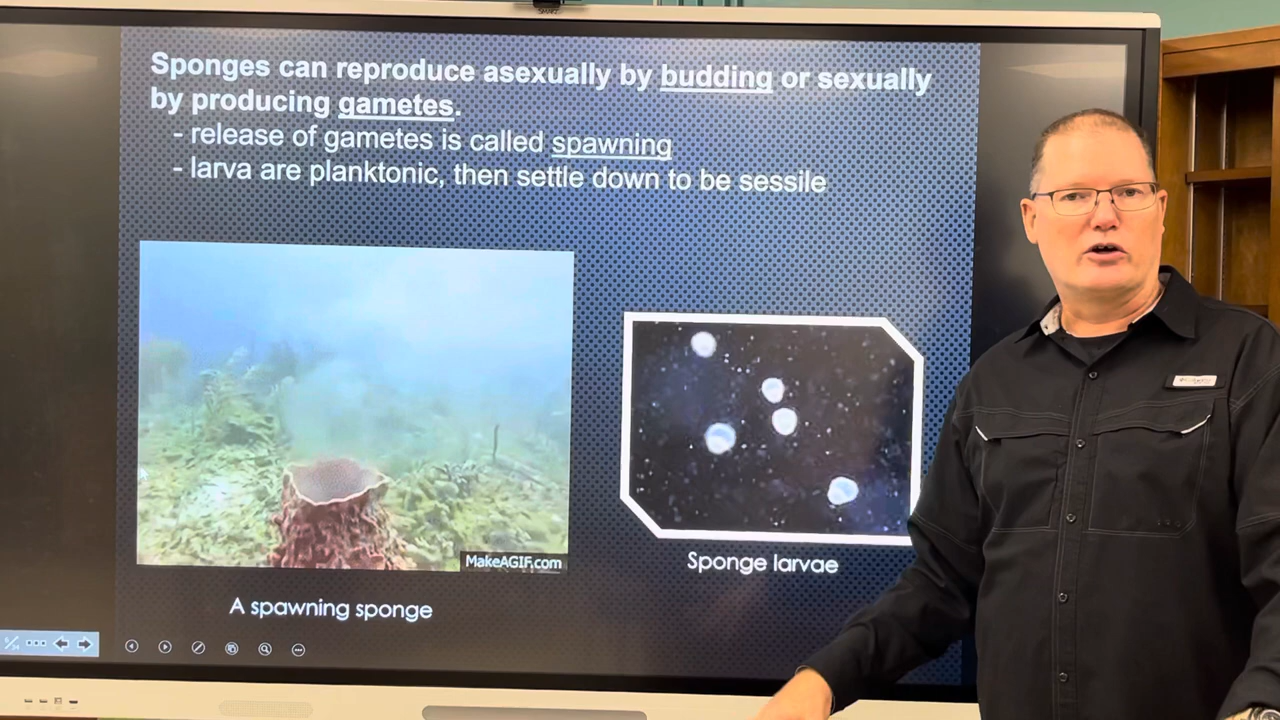 SMART
Sponges can reproduce asexually by budding or sexually
by producing gametes.
- release of gametes is called spawning
- larva are planktonic, then settle down to be sessile
MakeAGIF.com
Sponge larvae
A spawning sponge